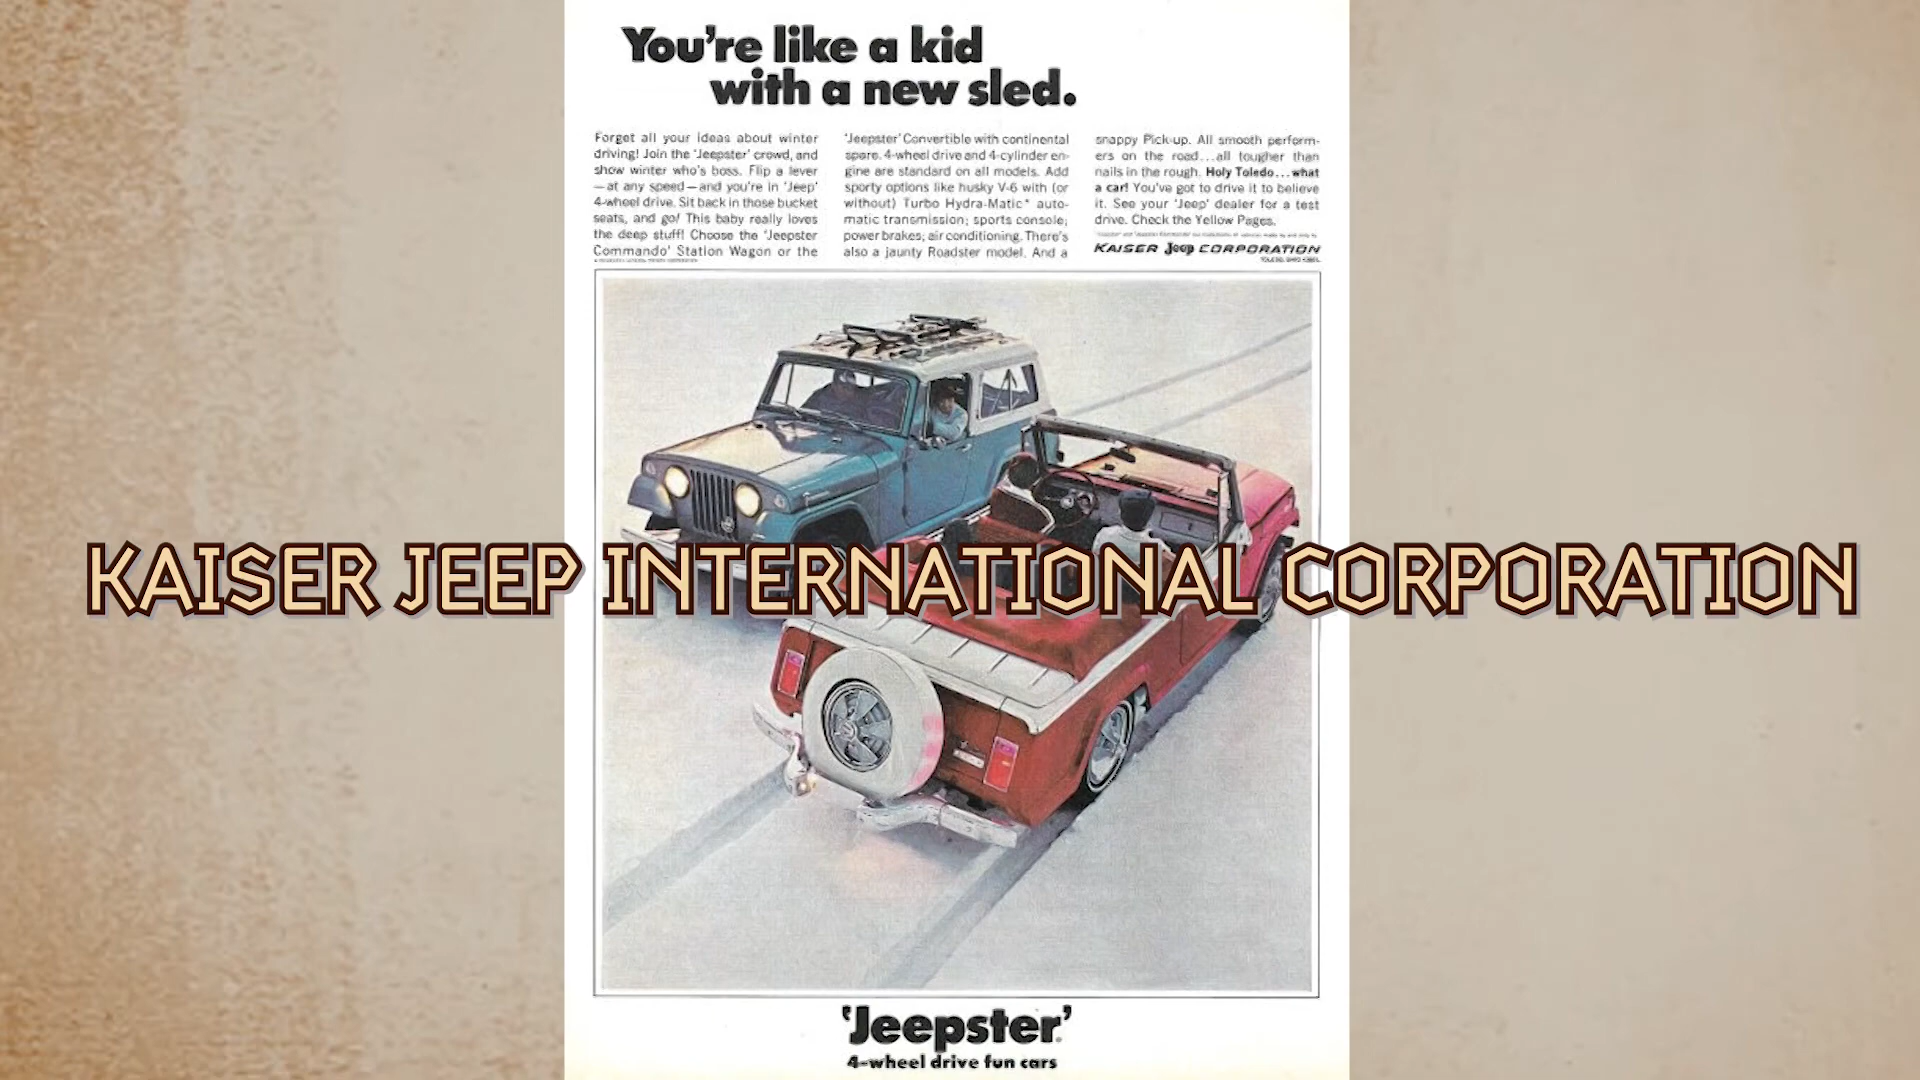 You're like a kid
with a new sled.
Forget all your ideas about winter
driving! Join the 'Jeepster' crowd, and
show winter who's boss. Flip a lever
—at any speed—and you're in 'Jeep'
4-wheel drive. Sit back in those bucket
seats, and go! This baby really loves
the deep stuff! Choose the 'Jeepster
Commando' Station Wagon or the
'Jeepster' Convertible with continental
spare. 4-wheel drive and 4-cylinder en-
gine are standard on all models. Add
sporty options like husky V-6 with (or
without) Turbo Hydra-Matic* auto-
matic transmission; sports console;
power brakes; air conditioning. There's
also a jaunty Roadster model. And a
snappy Pick-up. All smooth perform-
ers on the road...all tougher than
nails in the rough. Holy Toledo...what
a car! You've got to drive it to believe
it. See your 'Jeep' dealer for a test
drive. Check the Yellow Pages.
KAISER Jeep CORPORATION
KAISER JEEP INTERNATIONAL CORPORATION
'Jeepster'
4-wheel drive fun cars